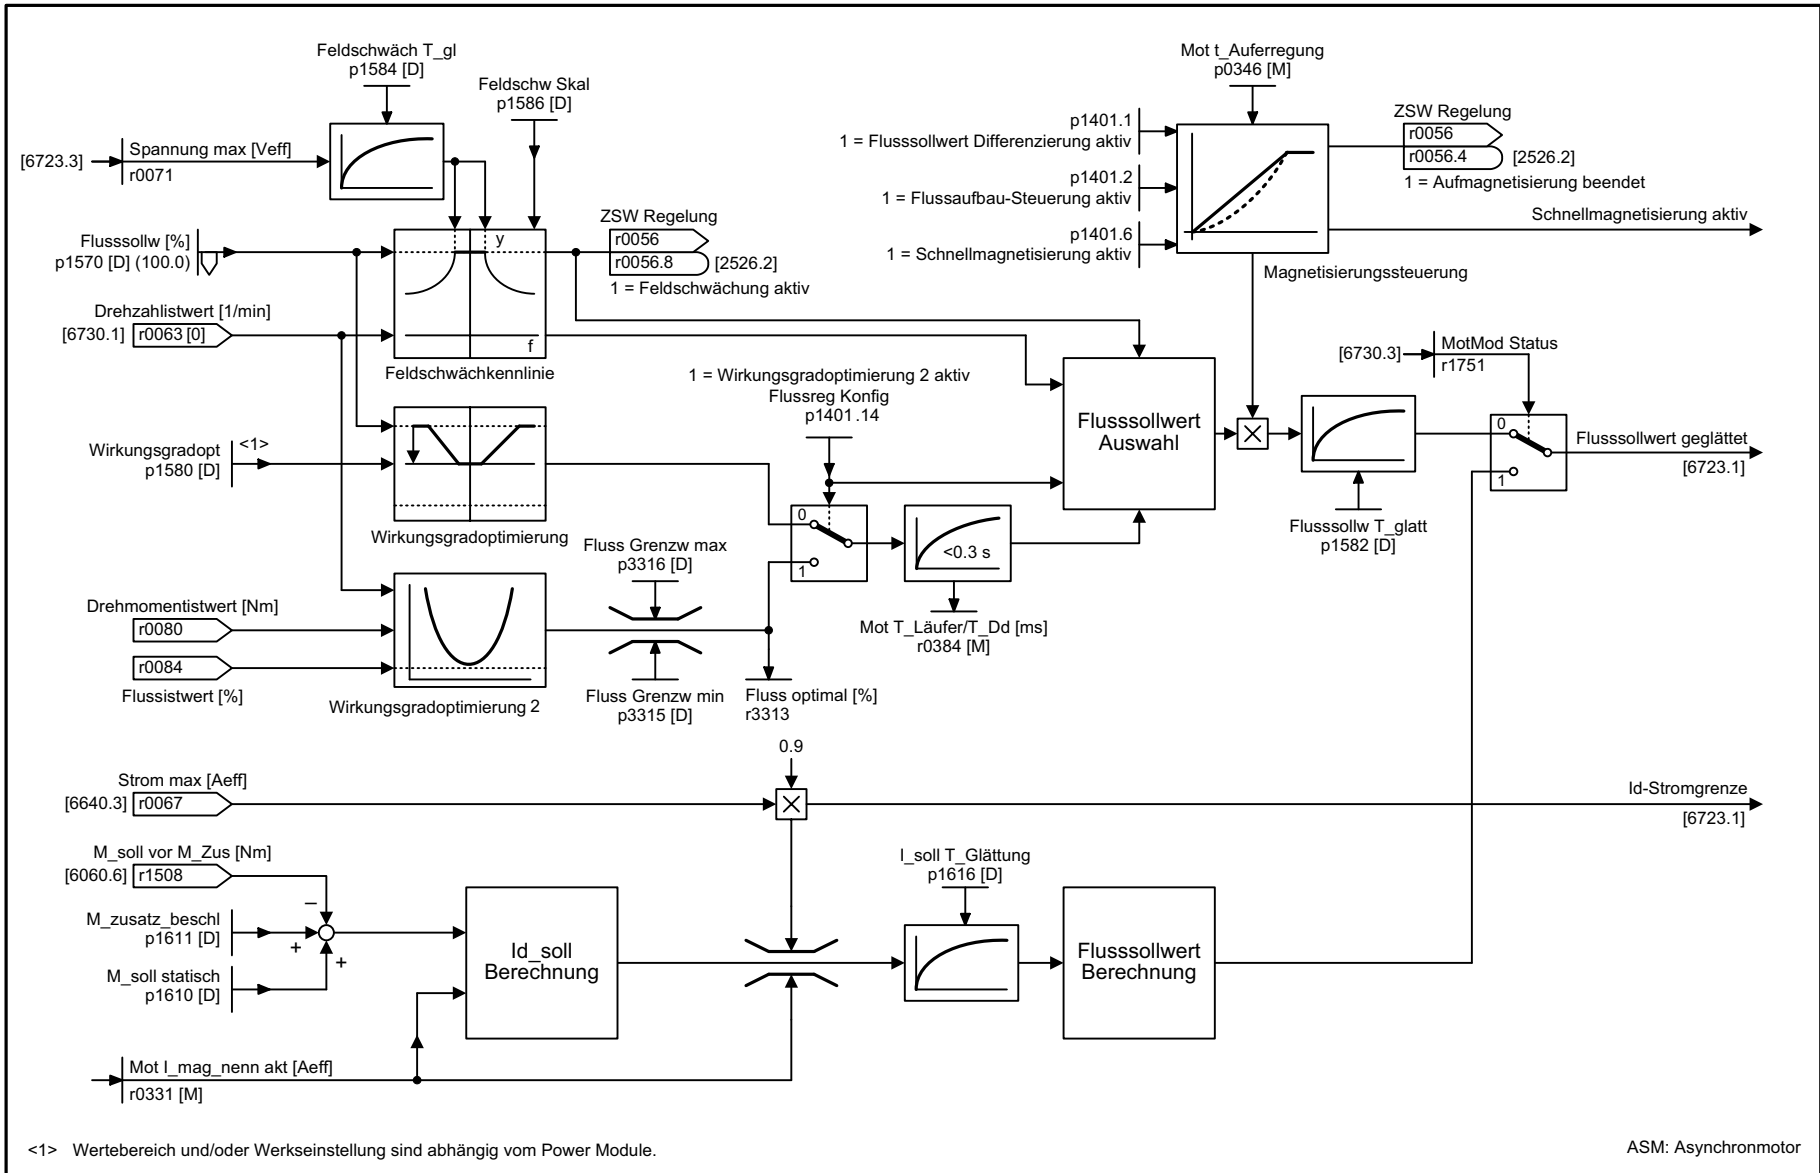 Feldschwäch T_gl
p1584 [D]
Feldschw Skal
p1586 [D]
[6723.3]
Spannung max [Veff]
r0071
Flusssollw [%]
p1570 [D] (100.0)
Drehzahlistwert [1/min]
[6730.1]
r0063 [0]
y
f
Feldschwächkennlinie
ZSW Regelung
r0056
r0056.8
[2526.2]
1 = Feldschwächung aktiv
Mot t_Auferregung
p0346 [M]
p1401.1
1 = Flusssollwert Differenzierung aktiv
p1401.2
1 = Flussaufbau-Steuerung aktiv
p1401.6
1 = Schnellmagnetisierung aktiv
ZSW Regelung
r0056
r0056.4
[2526.2]
1 = Aufmagnetisierung beendet
Schnellmagnetisierung aktiv
Magnetisierungssteuerung
Wirkungsgradopt
p1580 [D]
<1>
Wirkungsgradoptimierung
1 = Wirkungsgradoptimierung 2 aktiv
Flussreg Konfig
p1401.14
0
1
<0.3 s
Mot T_Läufer/T_Dd [ms]
r0384 [M]
Flusssollwert
Auswahl
Flusssollw T_glatt
p1582 [D]
[6730.3]
MotMod Status
r1751
0
1
Flusssollwert geglättet
[6723.1]
Drehmomentistwert [Nm]
r0080
r0084
Flussistwert [%]
Wirkungsgradoptimierung 2
Fluss Grenzw max
p3316 [D]
Fluss Grenzw min
p3315 [D]
Fluss optimal [%]
r3313
0.9
Strom max [Aeff]
[6640.3]
r0067
Id-Stromgrenze
[6723.1]
M_soll vor M_Zus [Nm]
[6060.6]
r1508
–
M_zusatz_beschl
p1611 [D]
+
M_soll statisch
p1610 [D]
+
Id_soll
Berechnung
I_soll T_Glättung
p1616 [D]
Flusssollwert
Berechnung
Mot I_mag_nenn akt [Aeff]
r0331 [M]
<1> Wertebereich und/oder Werkseinstellung sind abhängig vom Power Module.
ASM: Asynchronmotor